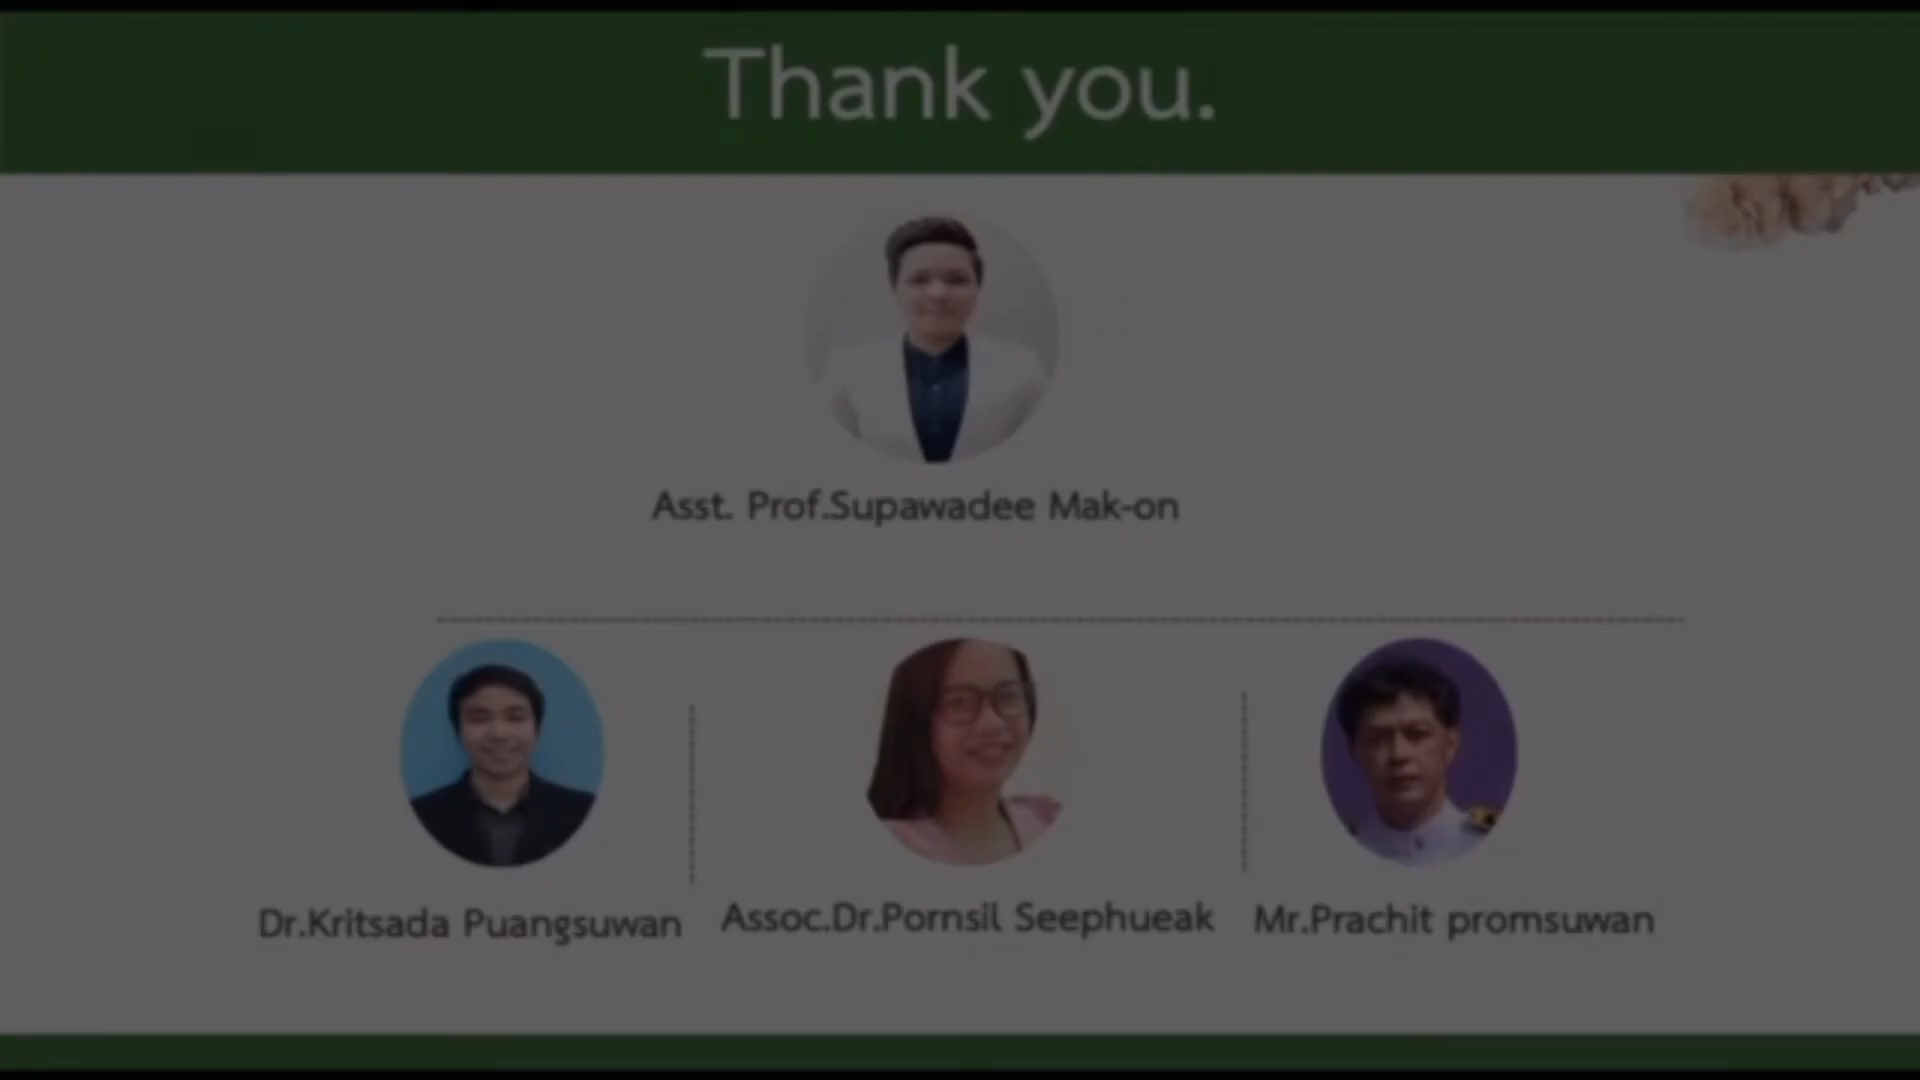 Thank you.
Asst. Prof.Supawadee Mak-on
Dr.Kritsada Puangsuwan
Assoc.Dr.Pornsil Seephueak
Mr.Prachit promsuwan